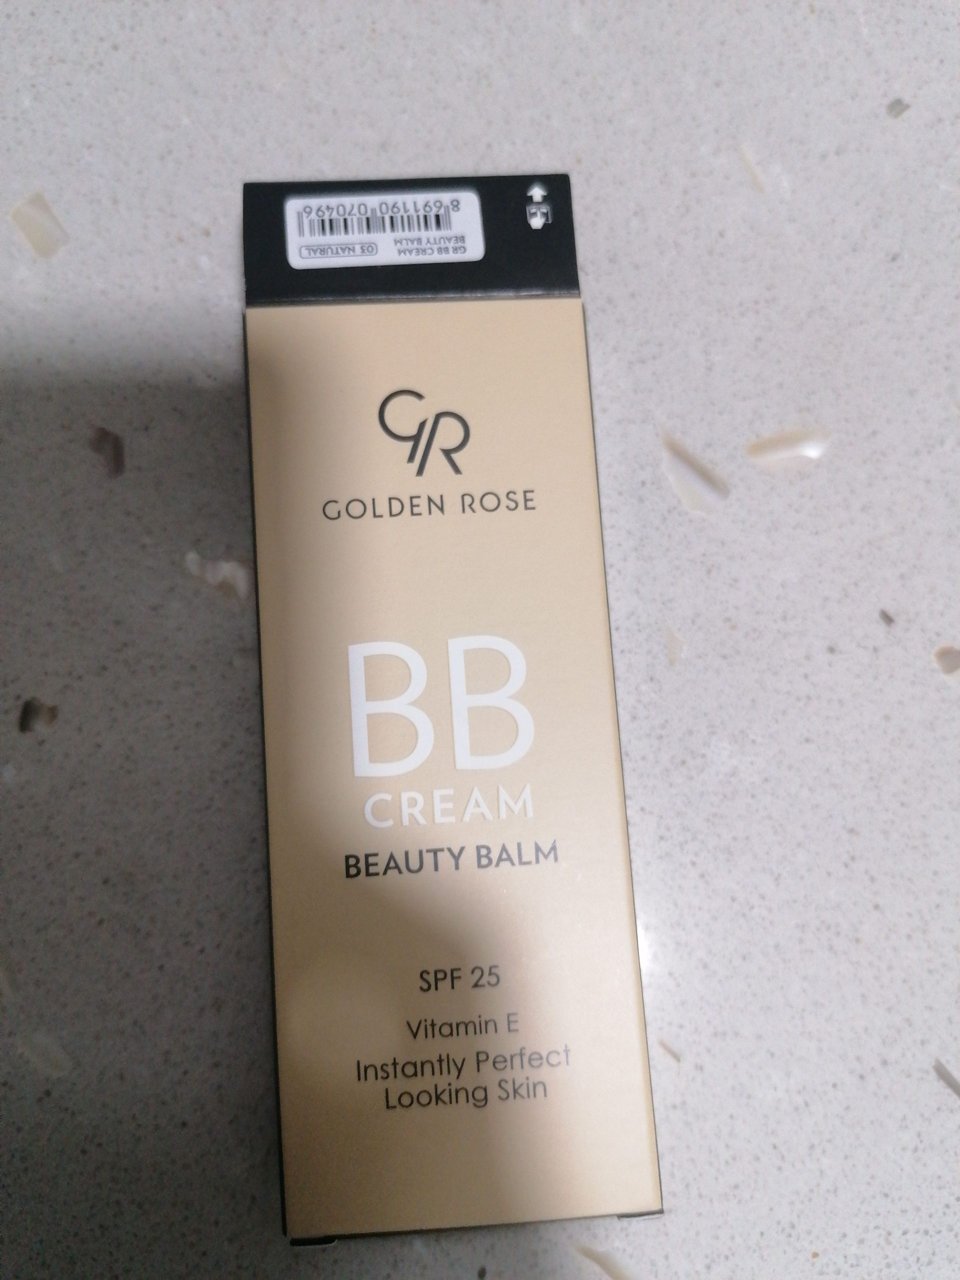 GR BB CREAM
BEAUTY BALM
03 NATURAL
8 691190 070496
GR
GOLDEN ROSE
BB
CREAM
BEAUTY BALM
SPF 25
Vitamin E
Instantly Perfect
Looking Skin